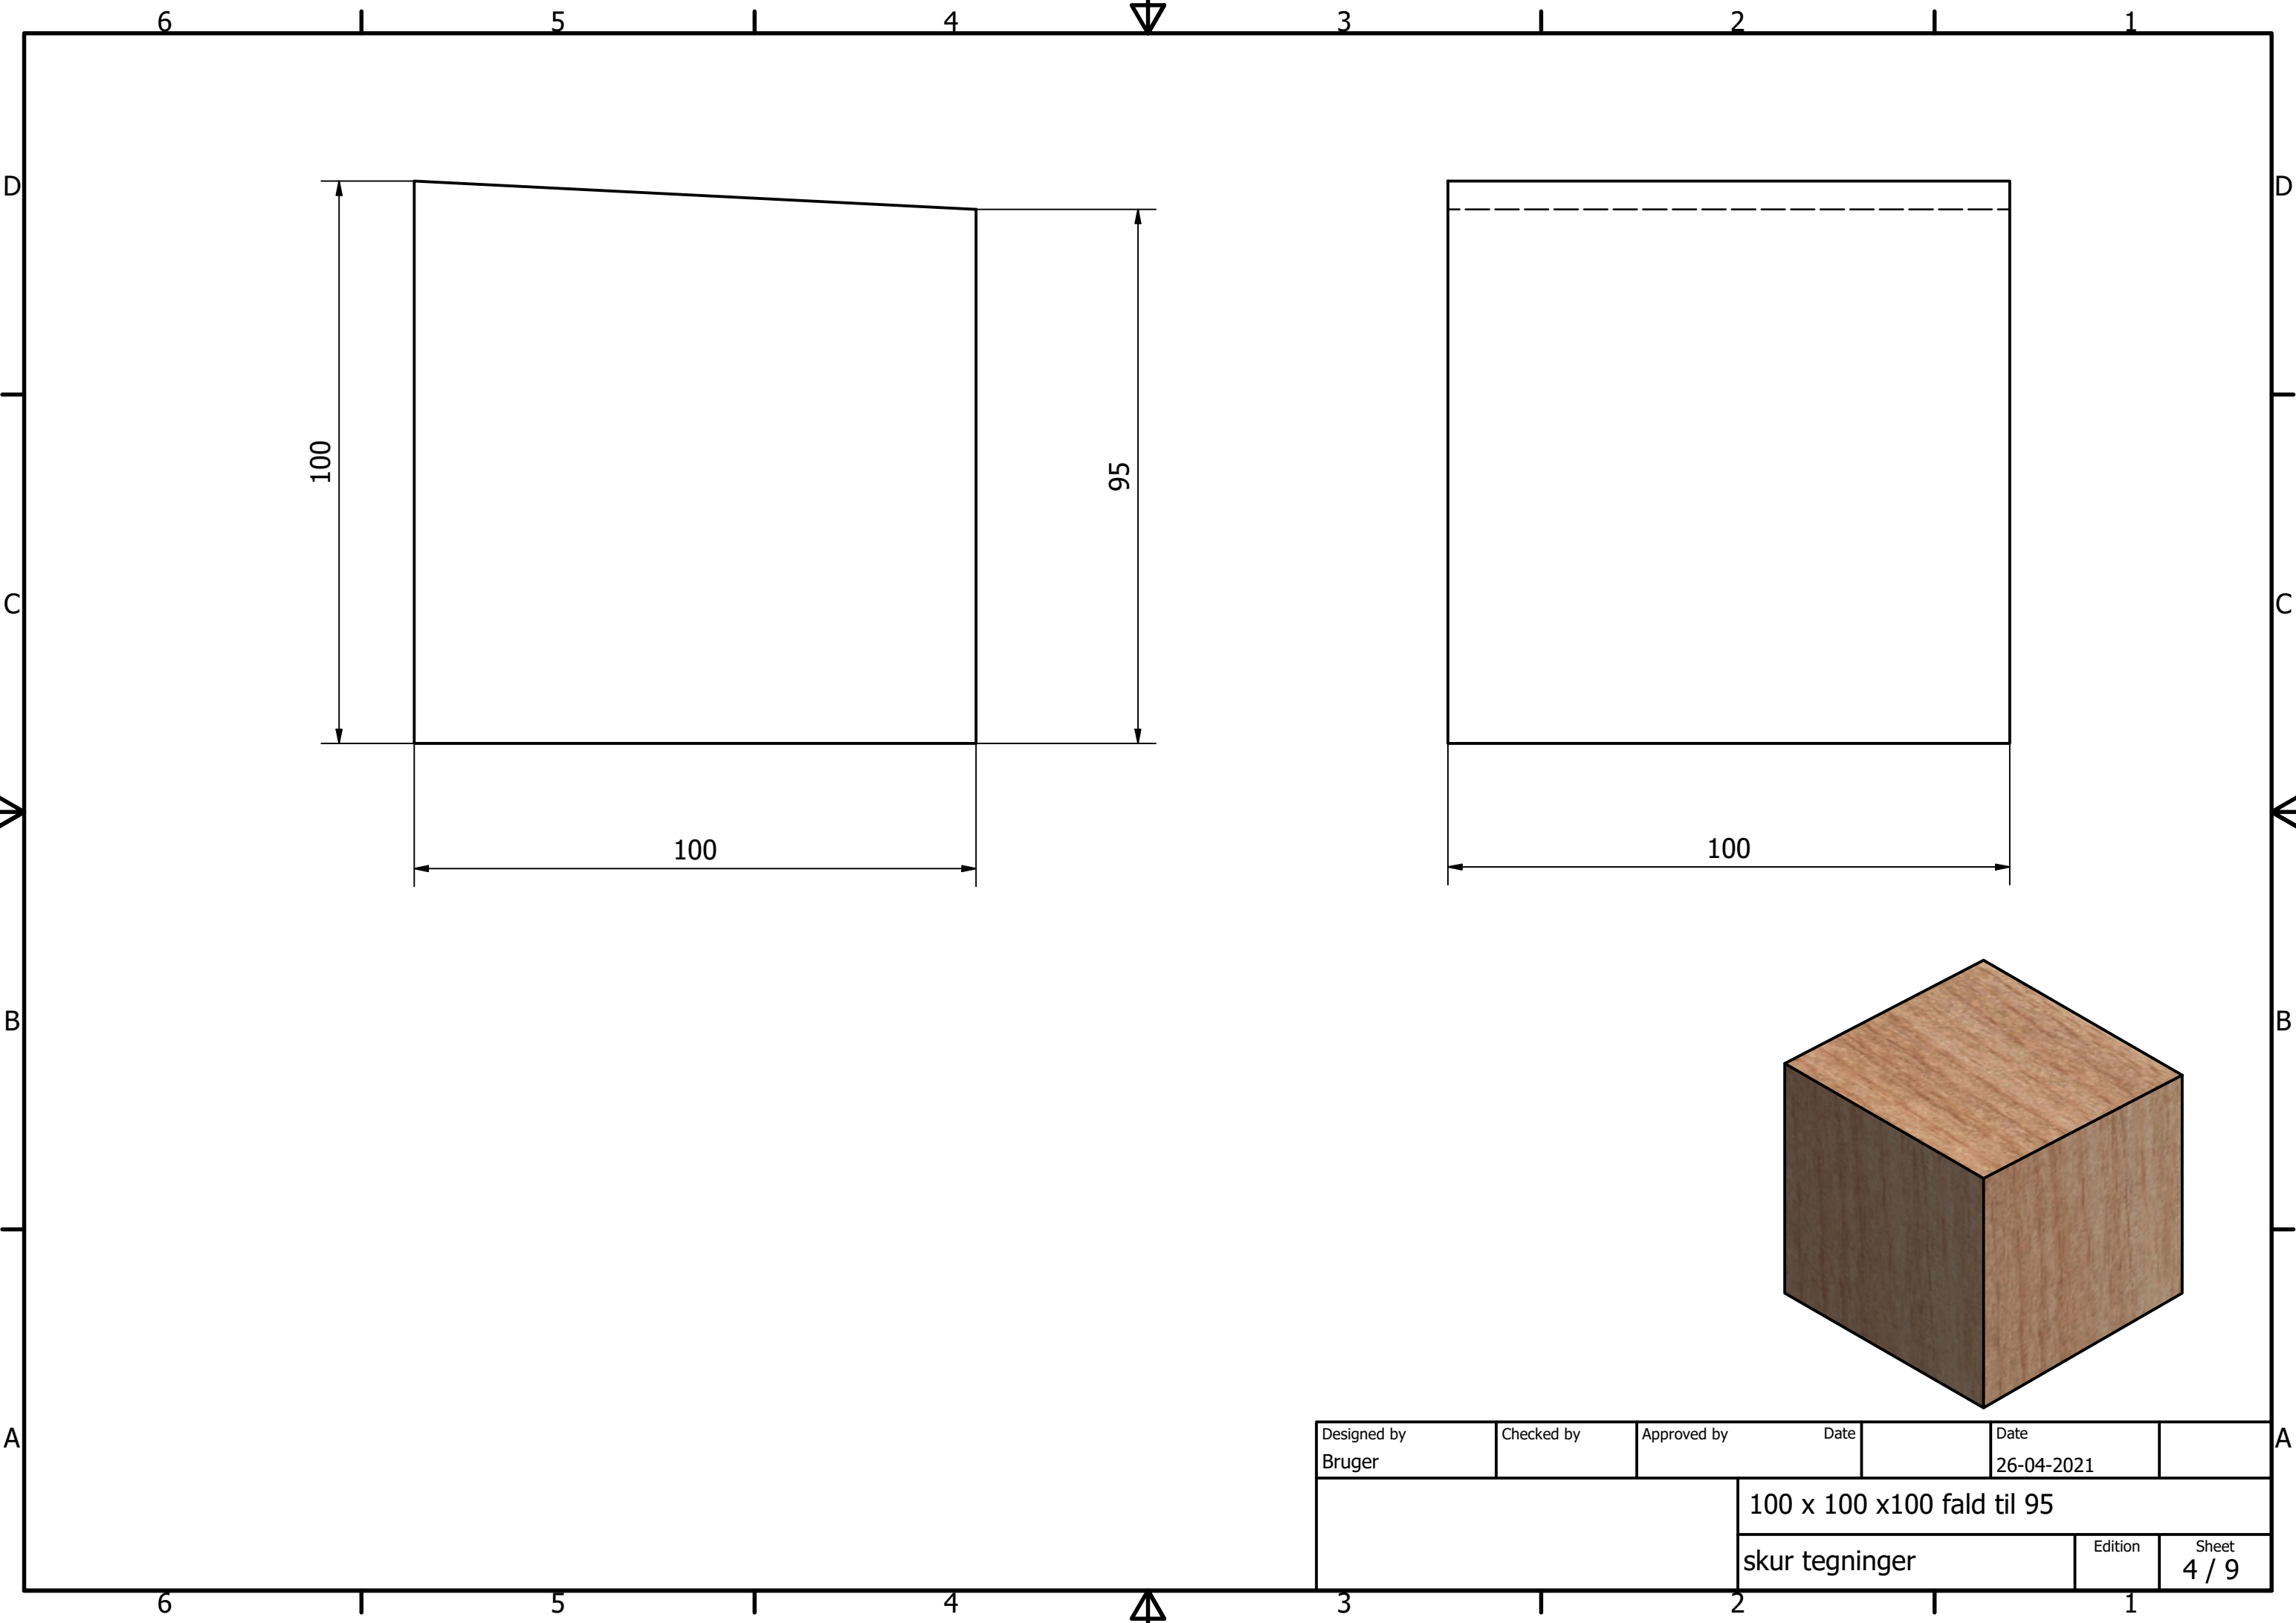 6 5 4 3 2 1
D D
100
95
C C
100 100
B B
A A
Designed by Checked by Approved by Date Date
Bruger 26-04-2021
100 x 100 x100 fald til 95
skur tegninger Edition Sheet
4 / 9
6 5 4 3 2 1